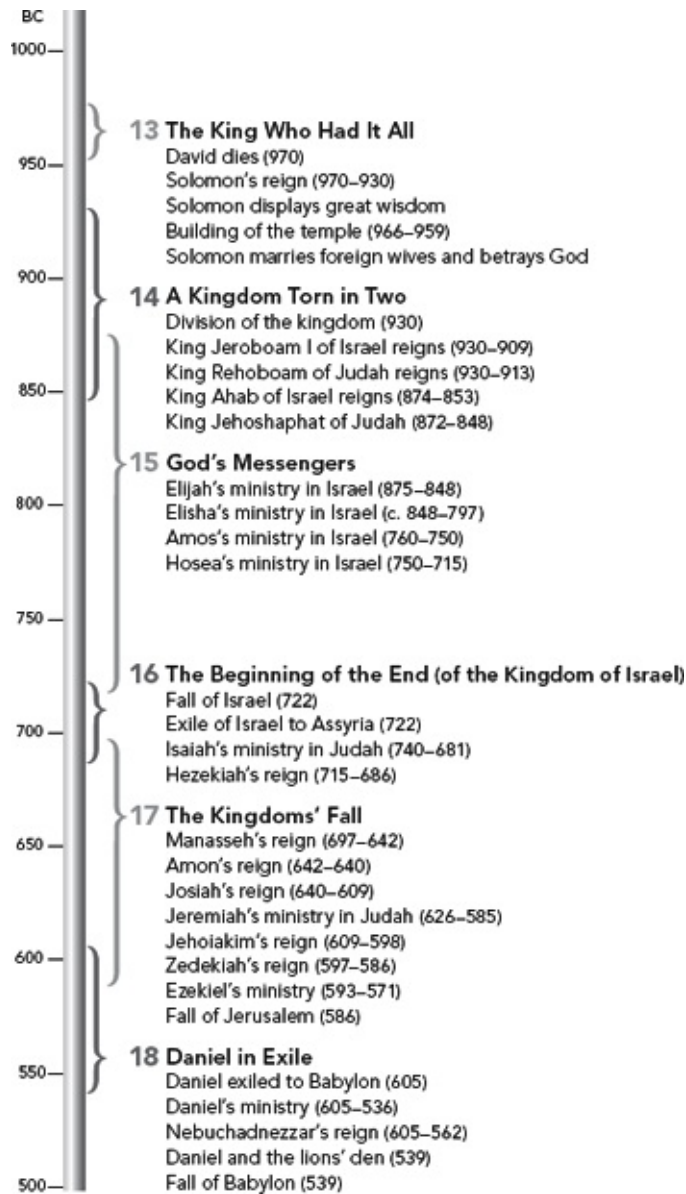 BC
1000
13 The King Who Had It All
David dies (970)
950
Solomon's reign (970–930)
Solomon displays great wisdom
Building of the temple (966–959)
Solomon marries foreign wives and betrays God
900
14 A Kingdom Torn in Two
Division of the kingdom (930)
King Jeroboam I of Israel reigns (930–909)
King Rehoboam of Judah reigns (930–913)
850
King Ahab of Israel reigns (874–853)
King Jehoshaphat of Judah (872–848)
15 God's Messengers
Elijah's ministry in Israel (875–848)
800
Elisha's ministry in Israel (c. 848–797)
Amos's ministry in Israel (760–750)
Hosea's ministry in Israel (750–715)
750
16 The Beginning of the End (of the Kingdom of Israel)
Fall of Israel (722)
Exile of Israel to Assyria (722)
700
Isaiah's ministry in Judah (740–681)
Hezekiah's reign (715–686)
17 The Kingdoms' Fall
Manasseh's reign (697–642)
650
Amon's reign (642–640)
Josiah's reign (640–609)
Jeremiah's ministry in Judah (626–585)
Jehoiakim's reign (609–598)
600
Zedekiah's reign (597–586)
Ezekiel's ministry (593–571)
Fall of Jerusalem (586)
18 Daniel in Exile
550
Daniel exiled to Babylon (605)
Daniel's ministry (605–536)
Nebuchadnezzar's reign (605–562)
Daniel and the lions' den (539)
500
Fall of Babylon (539)